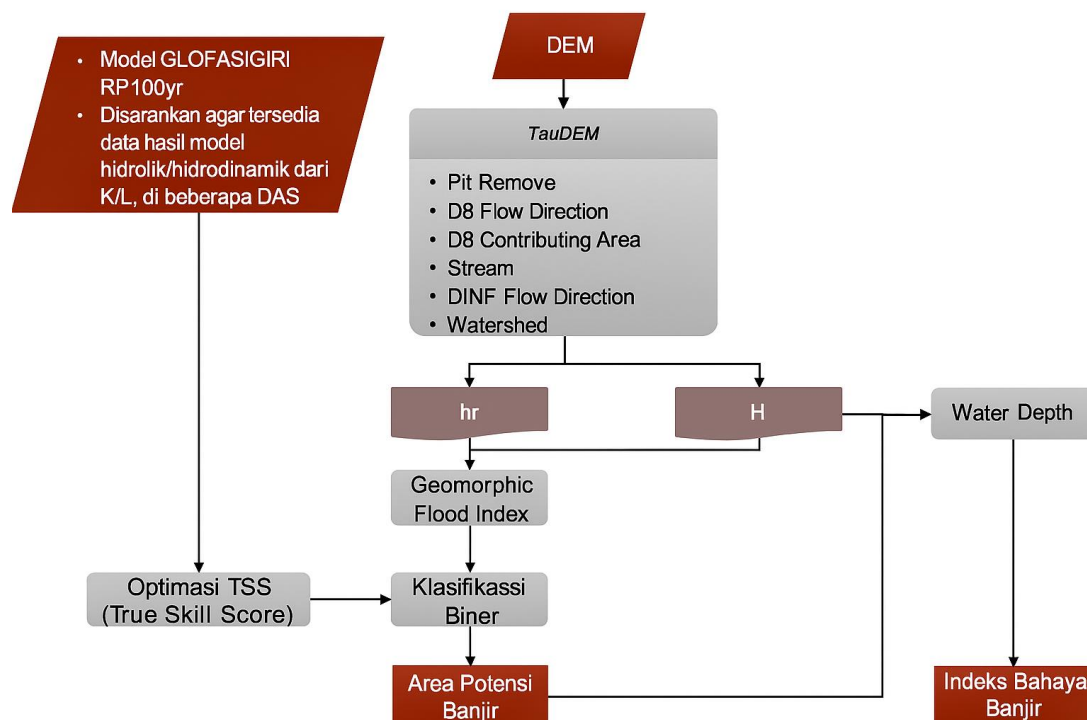 • Model GLOFASIGIRI
RP100yr
• Disarankan agar tersedia
data hasil model
hidrolik/hidrodinamik dari
K/L, di beberapa DAS
DEM
TauDEM
• Pit Remove
• D8 Flow Direction
• D8 Contributing Area
• Stream
• DINF Flow Direction
• Watershed
hr
H
Water Depth
Geomorphic
Flood Index
Optimasi TSS
(True Skill Score)
Klasifikassi
Biner
Area Potensi
Banjir
Indeks Bahaya
Banjir